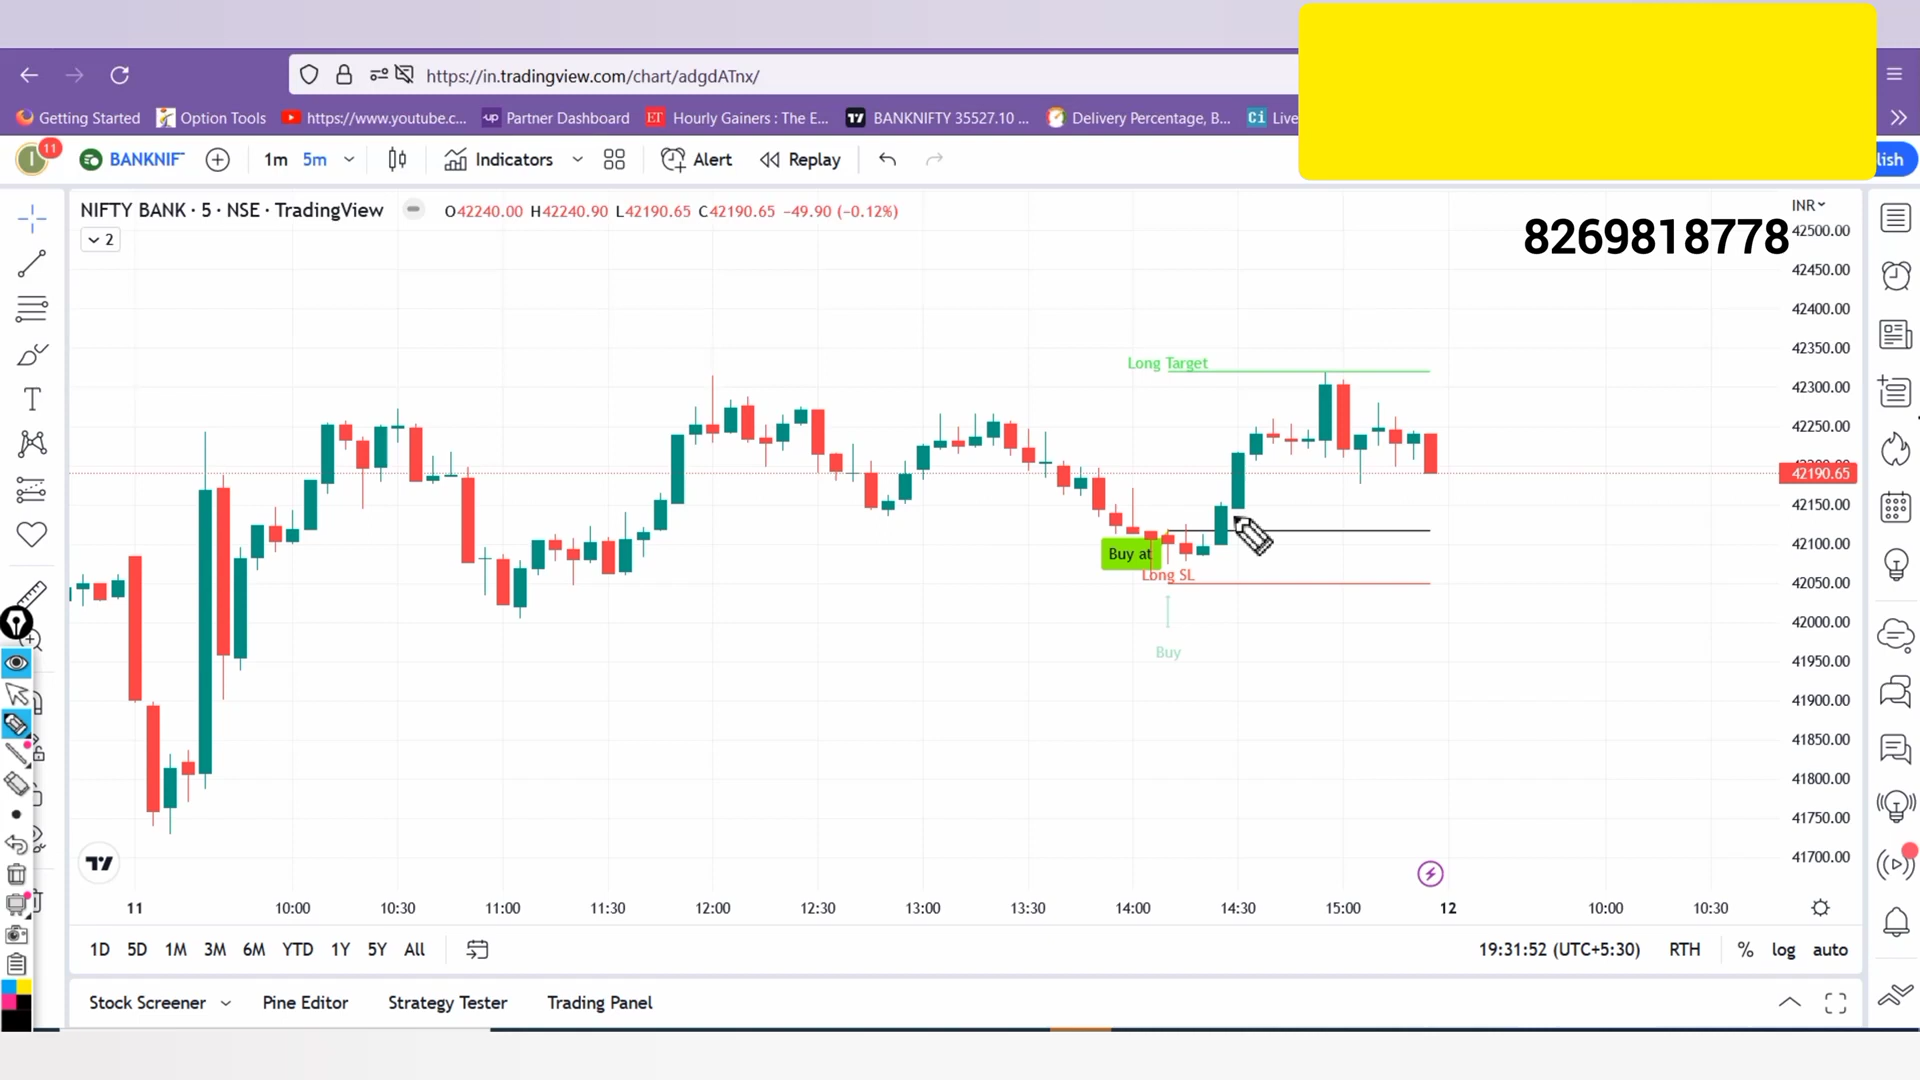 https://in.tradingview.com/chart/adgdATnx/
Getting Started Option Tools https://www.youtube.c... Partner Dashboard Hourly Gainers : The E... BANKNIFTY 35527.10 ... Delivery Percentage, B... Live
up ET Ci
I 11 BANKNIF 1m 5m Indicators Alert Replay lish
NIFTY BANK · 5 · NSE · TradingView O42240.00 H42240.90 L42190.65 C42190.65 −49.90 (−0.12%) INR
2
8269818778
42500.00
42450.00
42400.00
42350.00
Long Target
42300.00
42250.00
42190.65
42150.00
42100.00
Buy at
Long SL
42050.00
42000.00
Buy
41950.00
41900.00
41850.00
41800.00
41750.00
41700.00
11 10:00 10:30 11:00 11:30 12:00 12:30 13:00 13:30 14:00 14:30 15:00 12 10:00 10:30
1D 5D 1M 3M 6M YTD 1Y 5Y All 19:31:52 (UTC+5:30) RTH % log auto
Stock Screener Pine Editor Strategy Tester Trading Panel